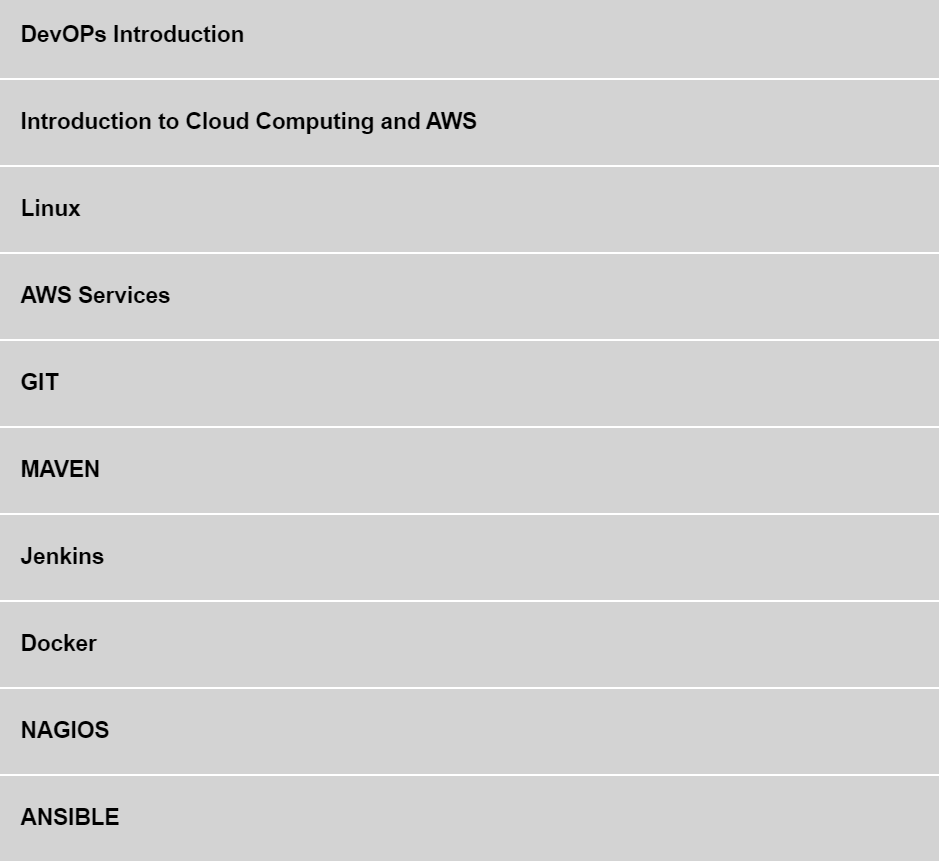 DevOPs Introduction
Introduction to Cloud Computing and AWS
Linux
AWS Services
GIT
MAVEN
Jenkins
Docker
NAGIOS
ANSIBLE